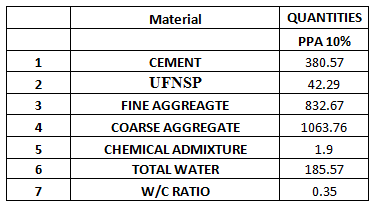 Material QUANTITIES
PPA 10%
1 CEMENT 380.57
2 UFNSP 42.29
3 FINE AGGREAGTE 832.67
4 COARSE AGGREGATE 1063.76
5 CHEMICAL ADMIXTURE 1.9
6 TOTAL WATER 185.57
7 W/C RATIO 0.35